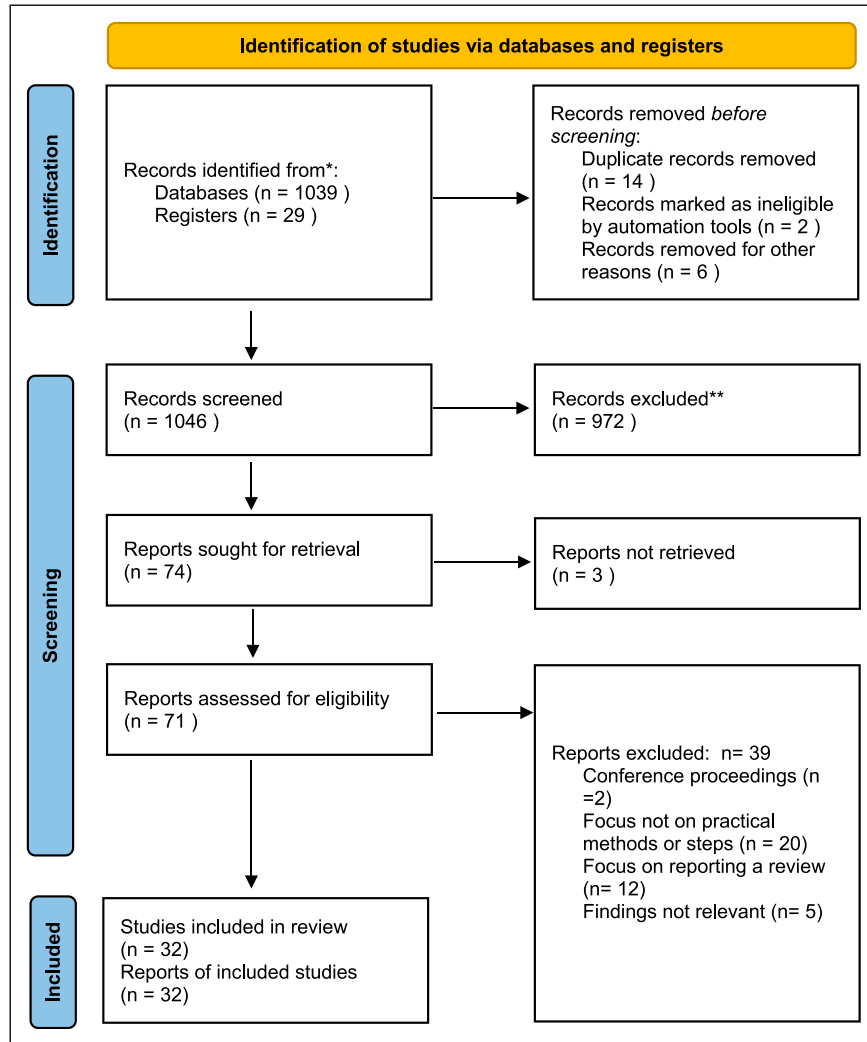 Identification of studies via databases and registers
Identification
Records identified from*:
Databases (n = 1039 )
Registers (n = 29 )
Records removed before
screening:
Duplicate records removed
(n = 14 )
Records marked as ineligible
by automation tools (n = 2 )
Records removed for other
reasons (n = 6 )
Screening
Records screened
(n = 1046 )
Records excluded**
(n = 972 )
Reports sought for retrieval
(n = 74)
Reports not retrieved
(n = 3 )
Reports assessed for eligibility
(n = 71 )
Reports excluded:  n= 39
Conference proceedings (n
=2)
Focus not on practical
methods or steps (n = 20)
Focus on reporting a review
(n= 12)
Findings not relevant (n= 5)
Included
Studies included in review
(n = 32)
Reports of included studies
(n = 32)